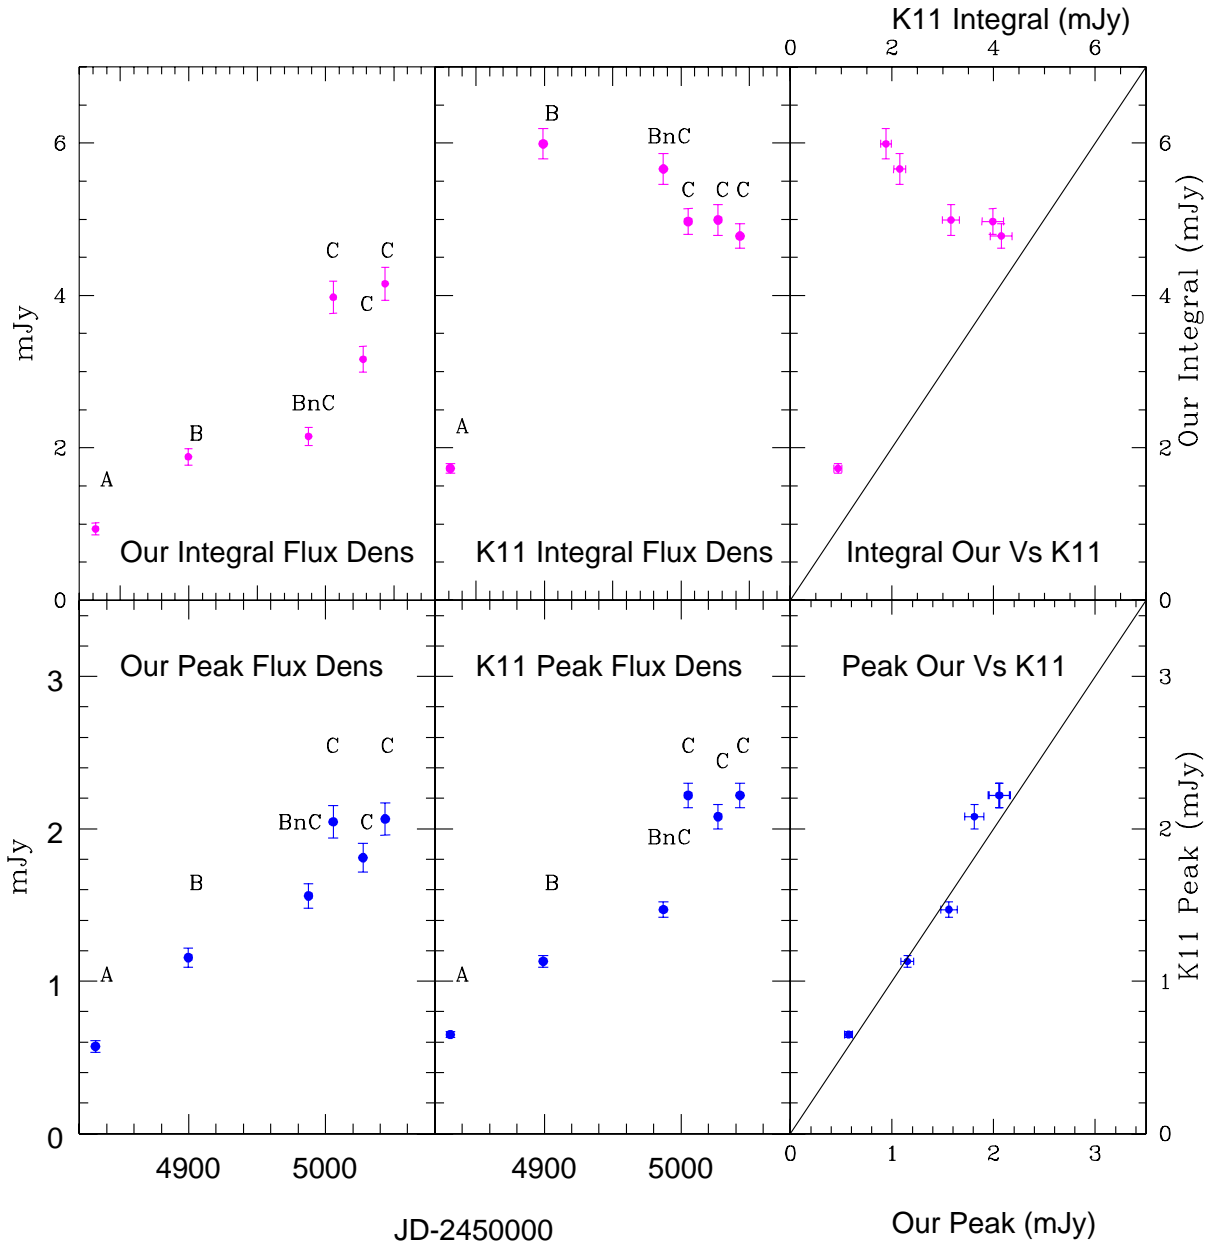 K11 Integral (mJy)
0 2 4 6
6
4
2
0
mJy
A
B
BnC
C
C
C
Our Integral Flux Dens
A
B
BnC
C
C
C
K11 Integral Flux Dens
Integral Our Vs K11
6
4
2
0
Our Integral (mJy)
3
2
1
0
mJy
Our Peak Flux Dens
A
B
BnC
C
C
C
K11 Peak Flux Dens
A
B
BnC
C
C
C
Peak Our Vs K11
3
2
1
0
K11 Peak (mJy)
4900 5000
4900 5000
0 1 2 3
JD-2450000
Our Peak (mJy)